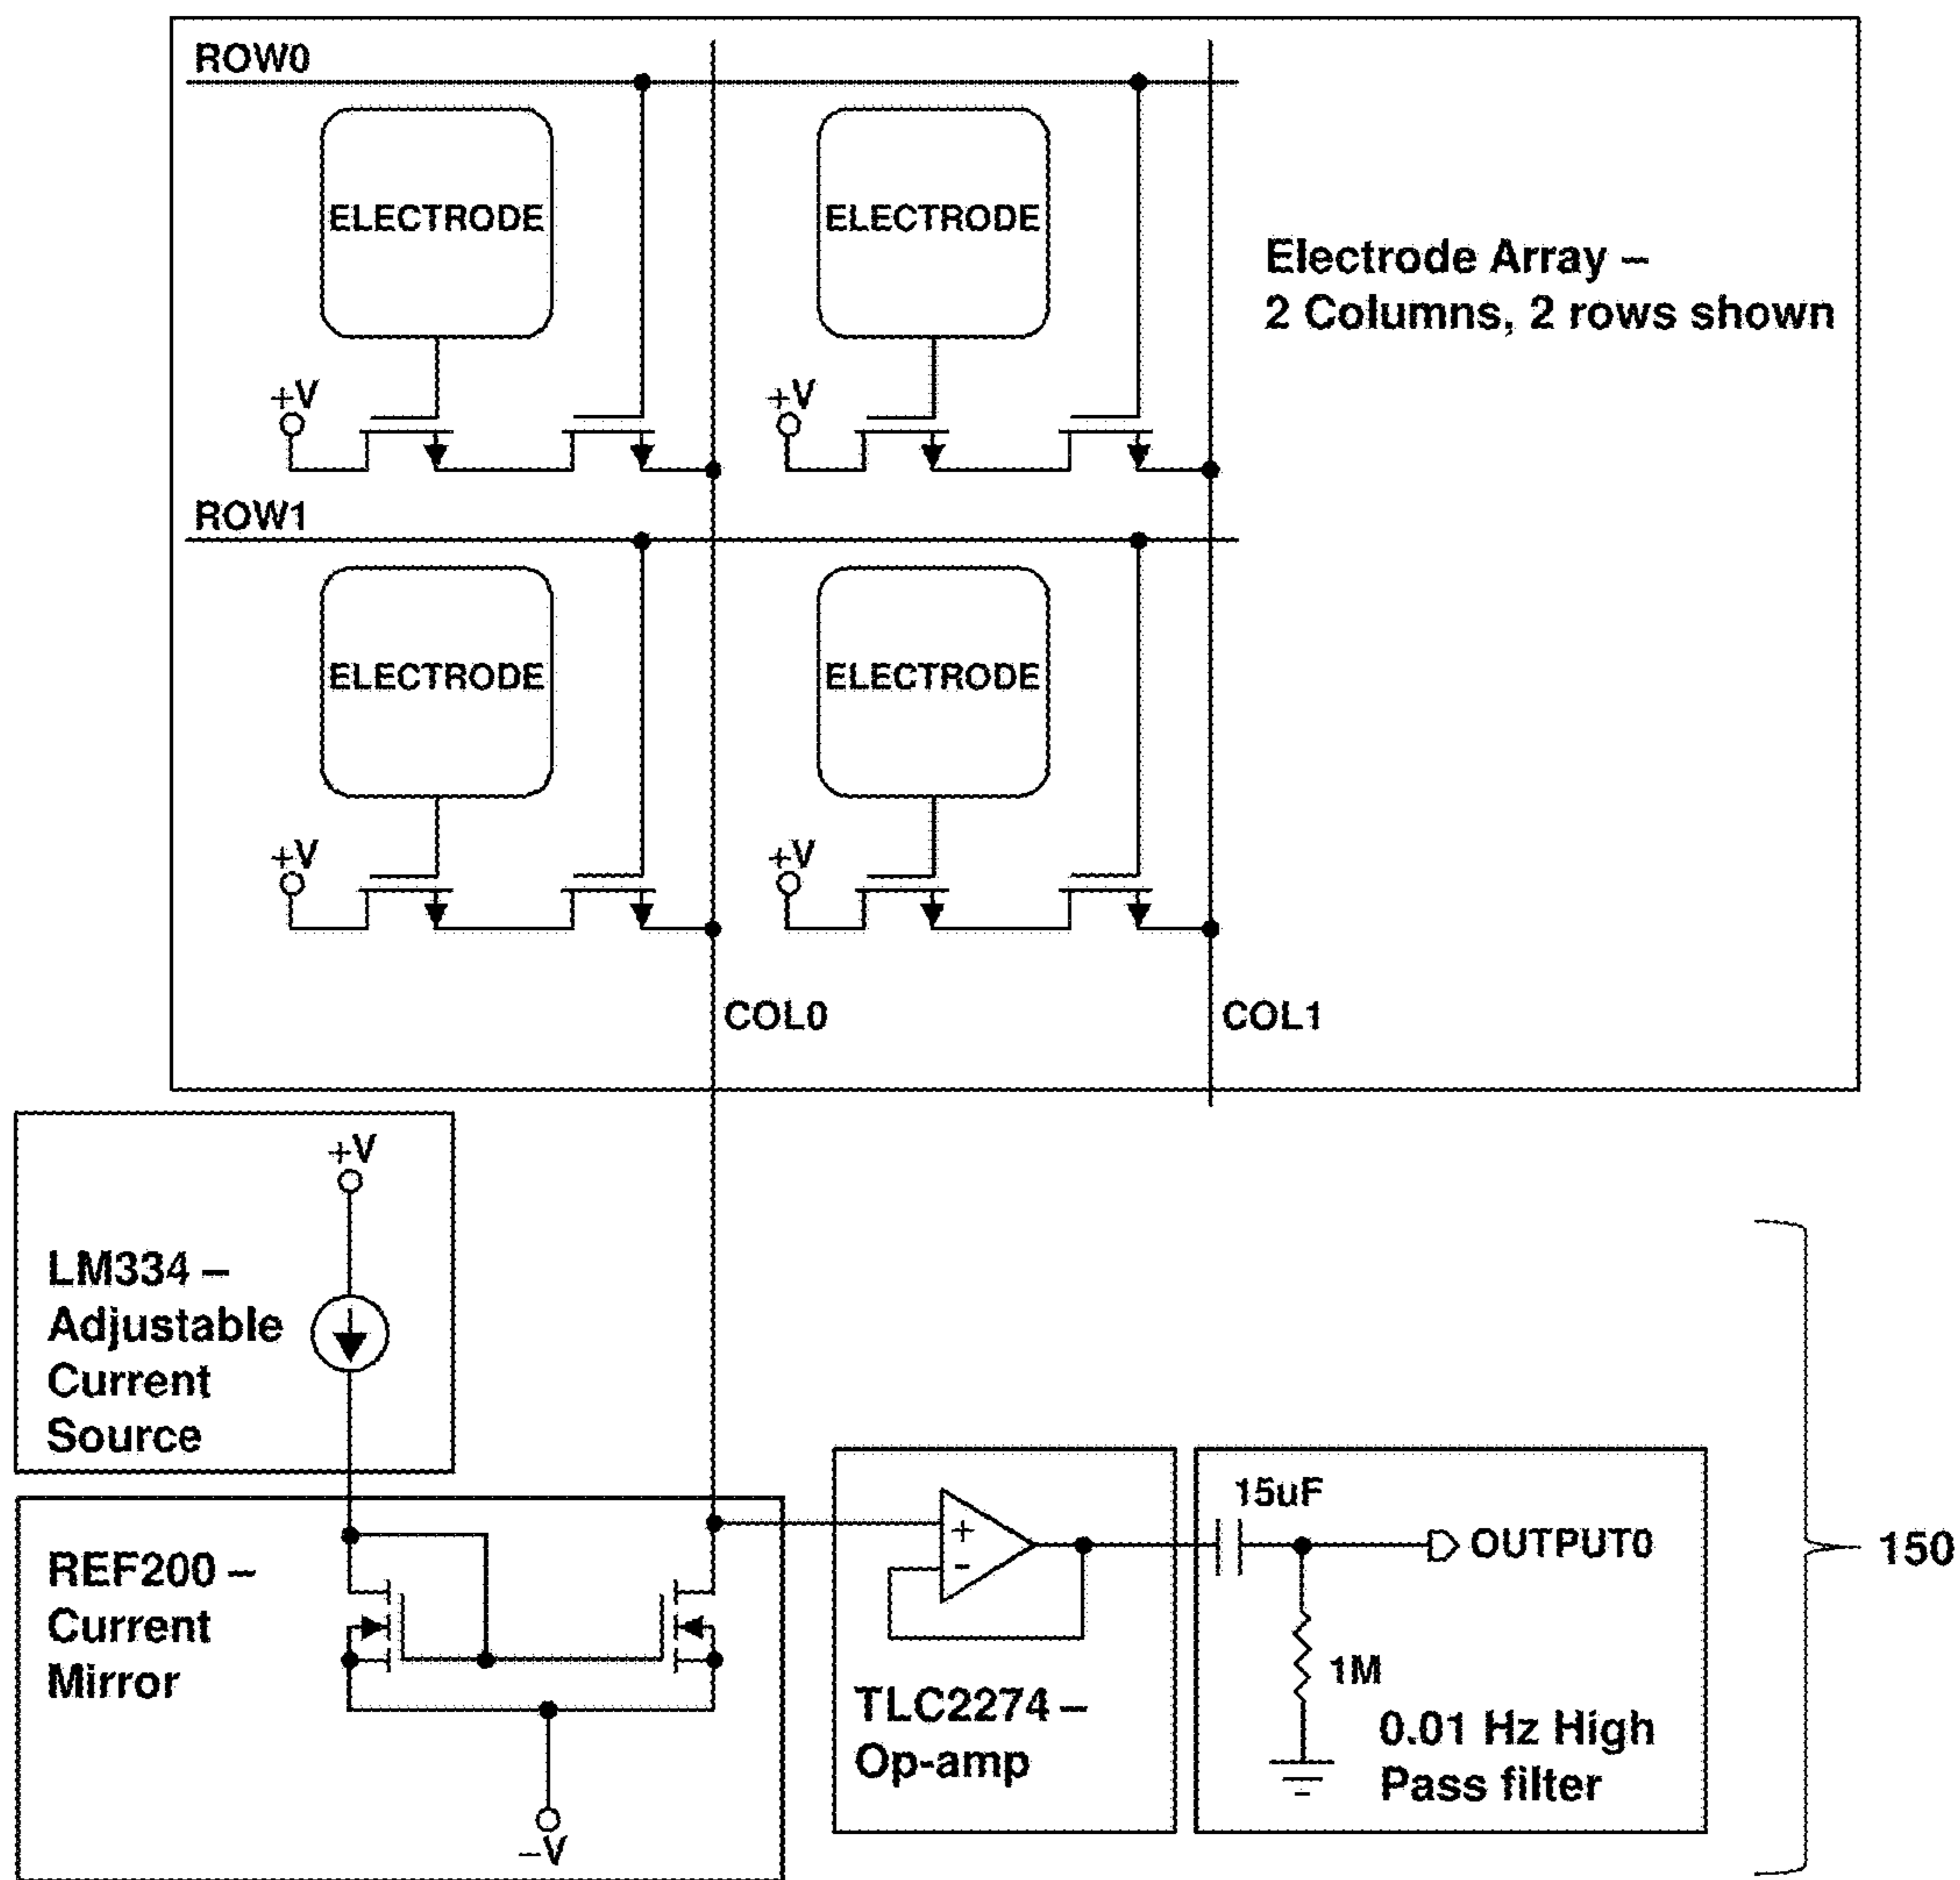 ROW0
ELECTRODE
ELECTRODE
Electrode Array –
2 Columns, 2 rows shown
+V
+V
ROW1
ELECTRODE
ELECTRODE
+V
+V
COL0
COL1
+V
LM334 –
Adjustable
Current
Source
REF200 –
Current
Mirror
–V
+
-
TLC2274 –
Op-amp
15uF
OUTPUT0
1M
0.01 Hz High
Pass filter
150